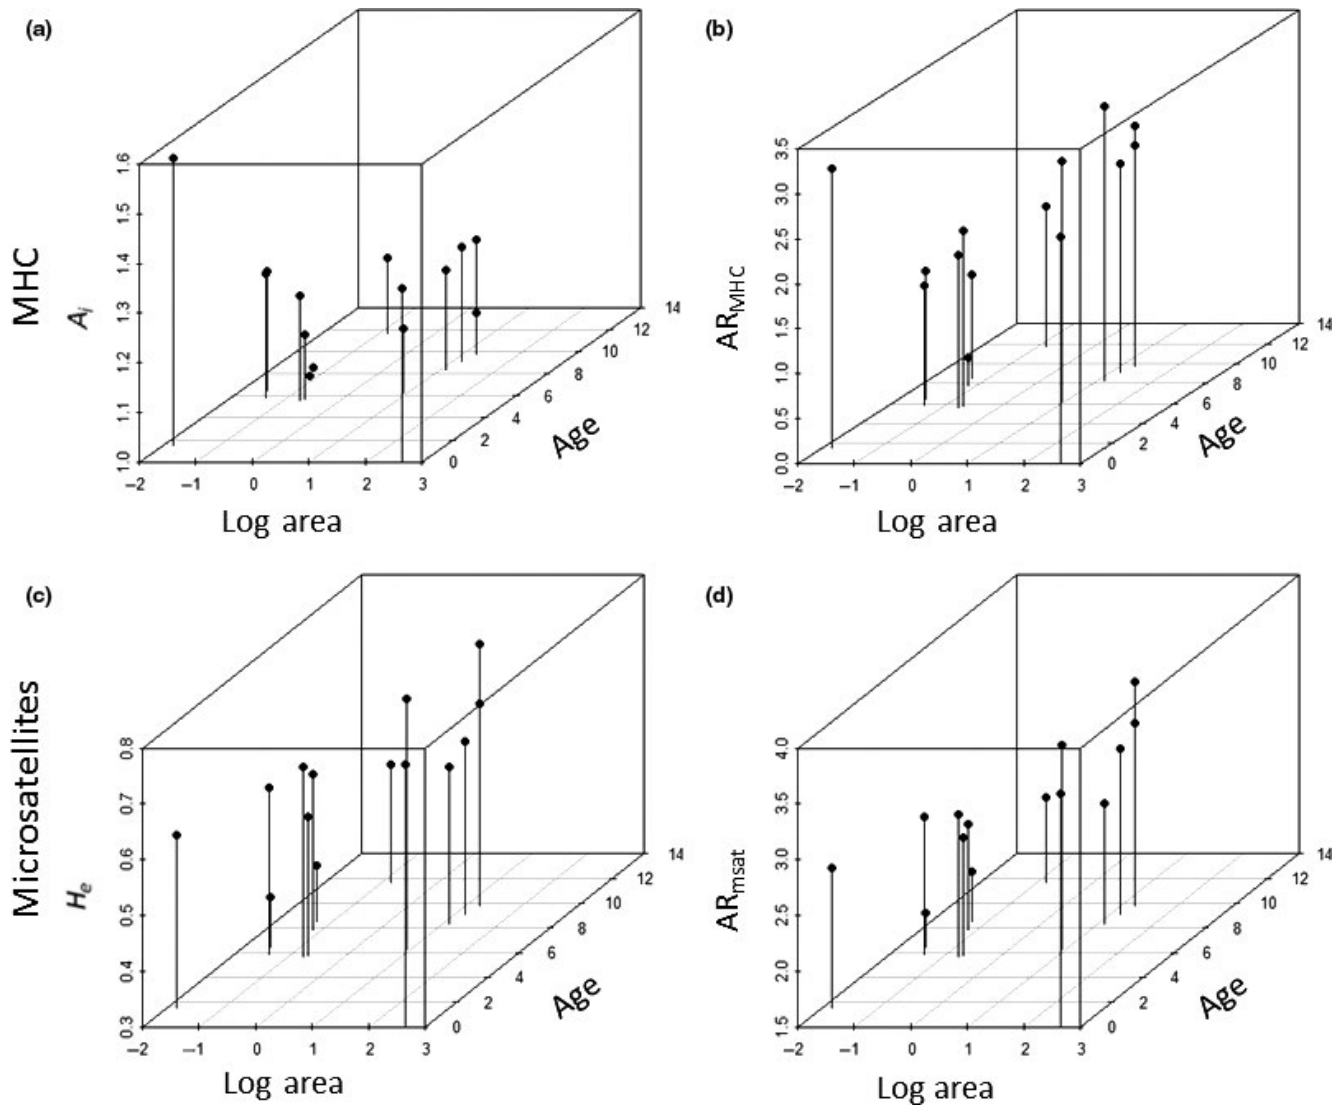 (a)
MHC
A_i
1.0 1.1 1.2 1.3 1.4 1.5 1.6
–2 –1 0 1 2 3
Log area
0 2 4 6 8 10 12 14
Age
(b)
AR_MHC
0.0 0.5 1.0 1.5 2.0 2.5 3.0 3.5
–2 –1 0 1 2 3
Log area
0 2 4 6 8 10 12 14
Age
(c)
Microsatellites
H_e
0.3 0.4 0.5 0.6 0.7 0.8
–2 –1 0 1 2 3
Log area
0 2 4 6 8 10 12 14
Age
(d)
AR_msat
1.5 2.0 2.5 3.0 3.5 4.0
–2 –1 0 1 2 3
Log area
0 2 4 6 8 10 12 14
Age